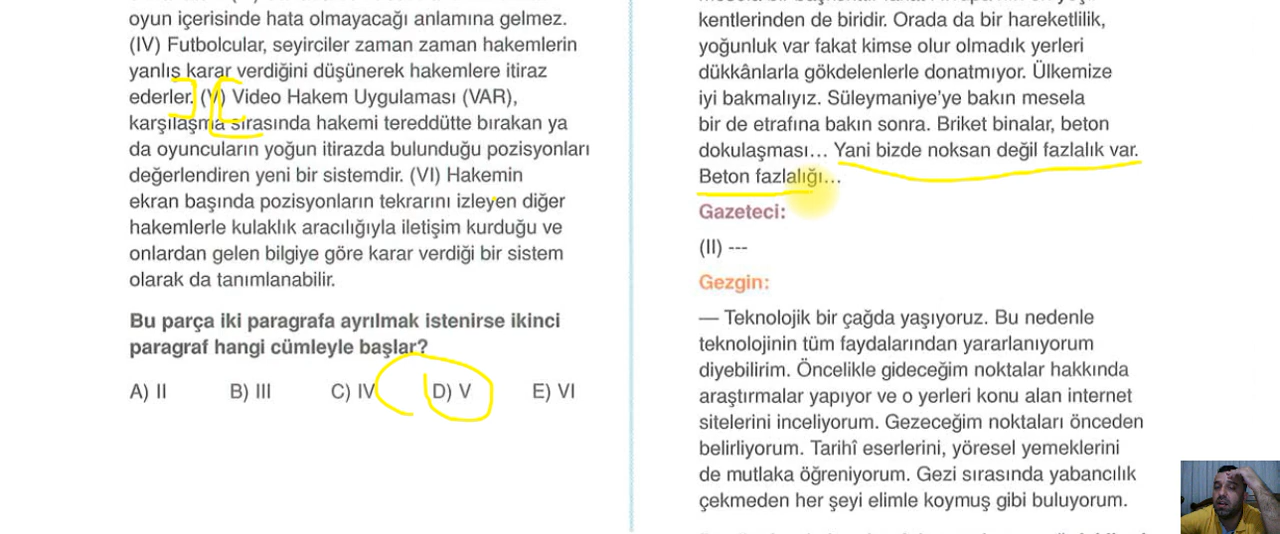 oyun içerisinde hata olmayacağı anlamına gelmez.
(IV) Futbolcular, seyirciler zaman zaman hakemlerin
yanlış karar verdiğini düşünerek hakemlere itiraz
ederler. (V) Video Hakem Uygulaması (VAR),
karşılaşma sırasında hakemi tereddütte bırakan ya
da oyuncuların yoğun itirazda bulunduğu pozisyonları
değerlendiren yeni bir sistemdir. (VI) Hakemin
ekran başında pozisyonların tekrarını izleyen diğer
hakemlerle kulaklık aracılığıyla iletişim kurduğu ve
onlardan gelen bilgiye göre karar verdiği bir sistem
olarak da tanımlanabilir.
Bu parça iki paragrafa ayrılmak istenirse ikinci
paragraf hangi cümleyle başlar?
A) II B) III C) IV D) V E) VI
kentlerinden de biridir. Orada da bir hareketlilik,
yoğunluk var fakat kimse olur olmadık yerleri
dükkânlarla gökdelenlerle donatmıyor. Ülkemize
iyi bakmalıyız. Süleymaniye'ye bakın mesela
bir de etrafına bakın sonra. Briket binalar, beton
dokulaşması... Yani bizde noksan değil fazlalık var.
Beton fazlalığı...
Gazeteci:
(II) ---
Gezgin:
— Teknolojik bir çağda yaşıyoruz. Bu nedenle
teknolojinin tüm faydalarından yararlanıyorum
diyebilirim. Öncelikle gideceğim noktalar hakkında
araştırmalar yapıyor ve o yerleri konu alan internet
sitelerini inceliyorum. Gezeceğim noktaları önceden
belirliyorum. Tarihî eserlerini, yöresel yemeklerini
de mutlaka öğreniyorum. Gezi sırasında yabancılık
çekmeden her şeyi elimle koymuş gibi buluyorum.